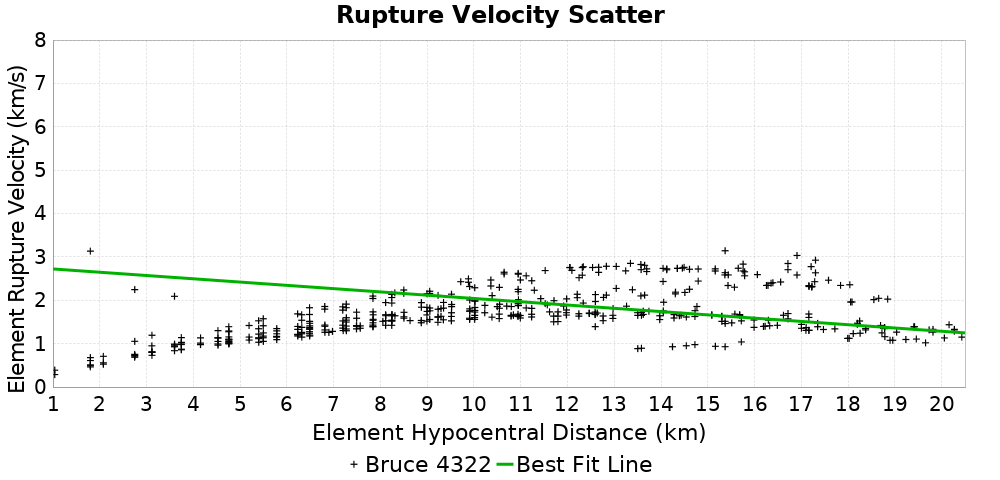 Rupture Velocity Scatter
Element Rupture Velocity (km/s)
8
7
6
5
4
3
2
1
0
1 2 3 4 5 6 7 8 9 10 11 12 13 14 15 16 17 18 19 20
Element Hypocentral Distance (km)
Bruce 4322 Best Fit Line